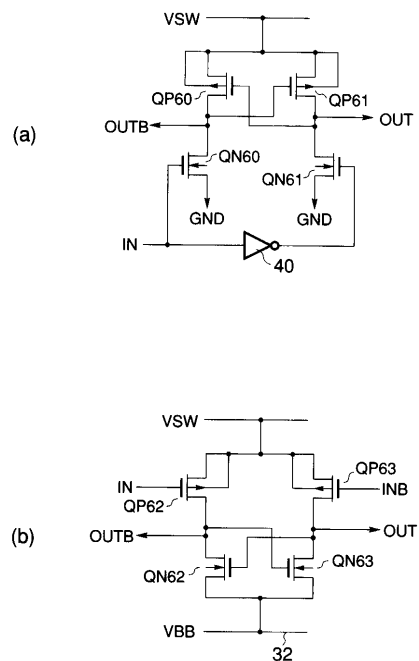 VSW
QP60
QP61
(a)
OUTB
OUT
QN60
QN61
GND
GND
IN
40
VSW
IN
QP63
INB
QP62
(b)
OUTB
OUT
QN62
QN63
VBB
32